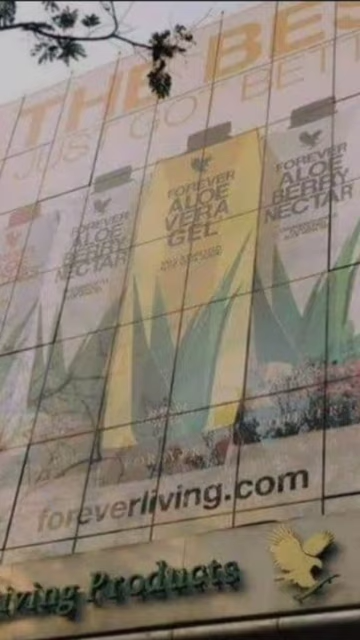 THE BES
JUST GOT BETT
FOREVER
ALOE
BERRY
NECTAR
FOREVER
ALOE
VERA
GEL
FOREVER
ALOE
BERRY
NECTAR
foreverliving.com
iving Products